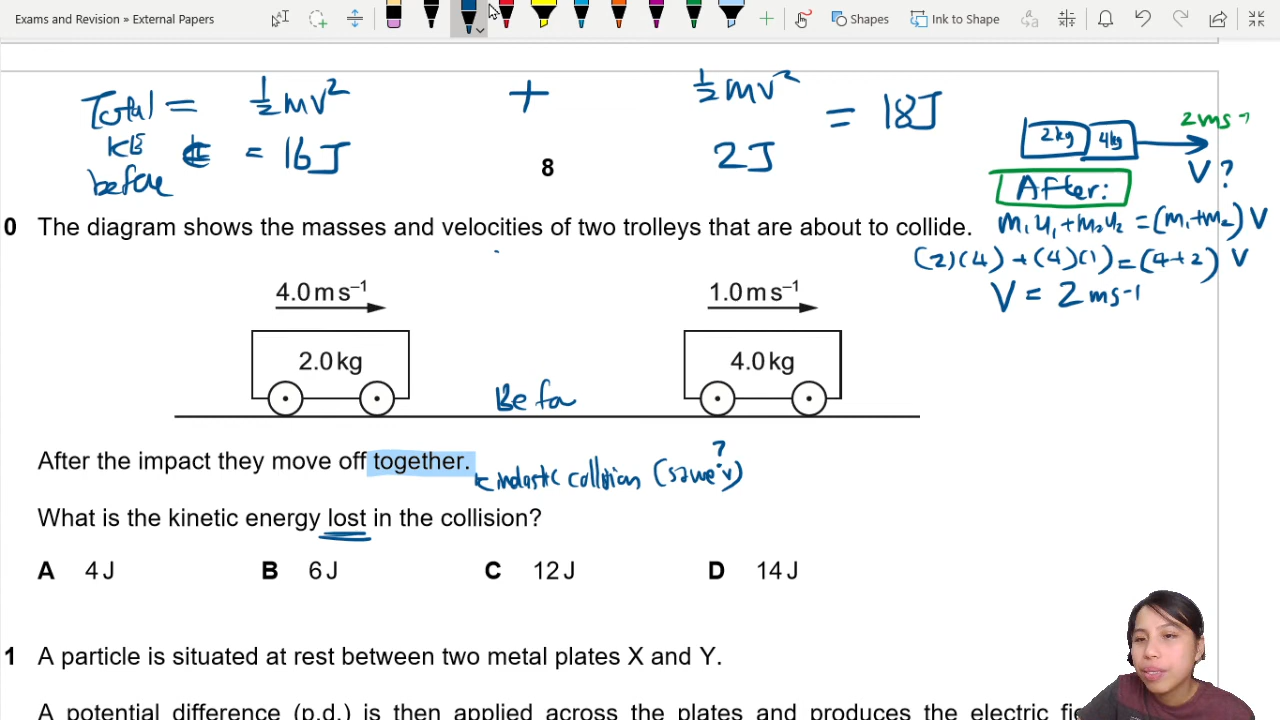 Exams and Revision » External Papers
Shapes
Ink to Shape
Total = ½mv² + ½mv² = 18J
KE = 16J 2J
before
8
2kg 4kg
2ms-1
V?
After:
m₁u₁+m₂u₂ = (m₁+m₂) V
(2)(4) + (4)(1) = (4+2) V
V = 2ms-1
0 The diagram shows the masses and velocities of two trolleys that are about to collide.
4.0 m s⁻¹ 1.0 m s⁻¹
2.0 kg 4.0 kg
After the impact they move off together.
inelastic collision (same v) ?
What is the kinetic energy lost in the collision?
A 4 J B 6 J C 12 J D 14 J
1 A particle is situated at rest between two metal plates X and Y.
A potential difference (p.d.) is then applied across the plates and produces the electric